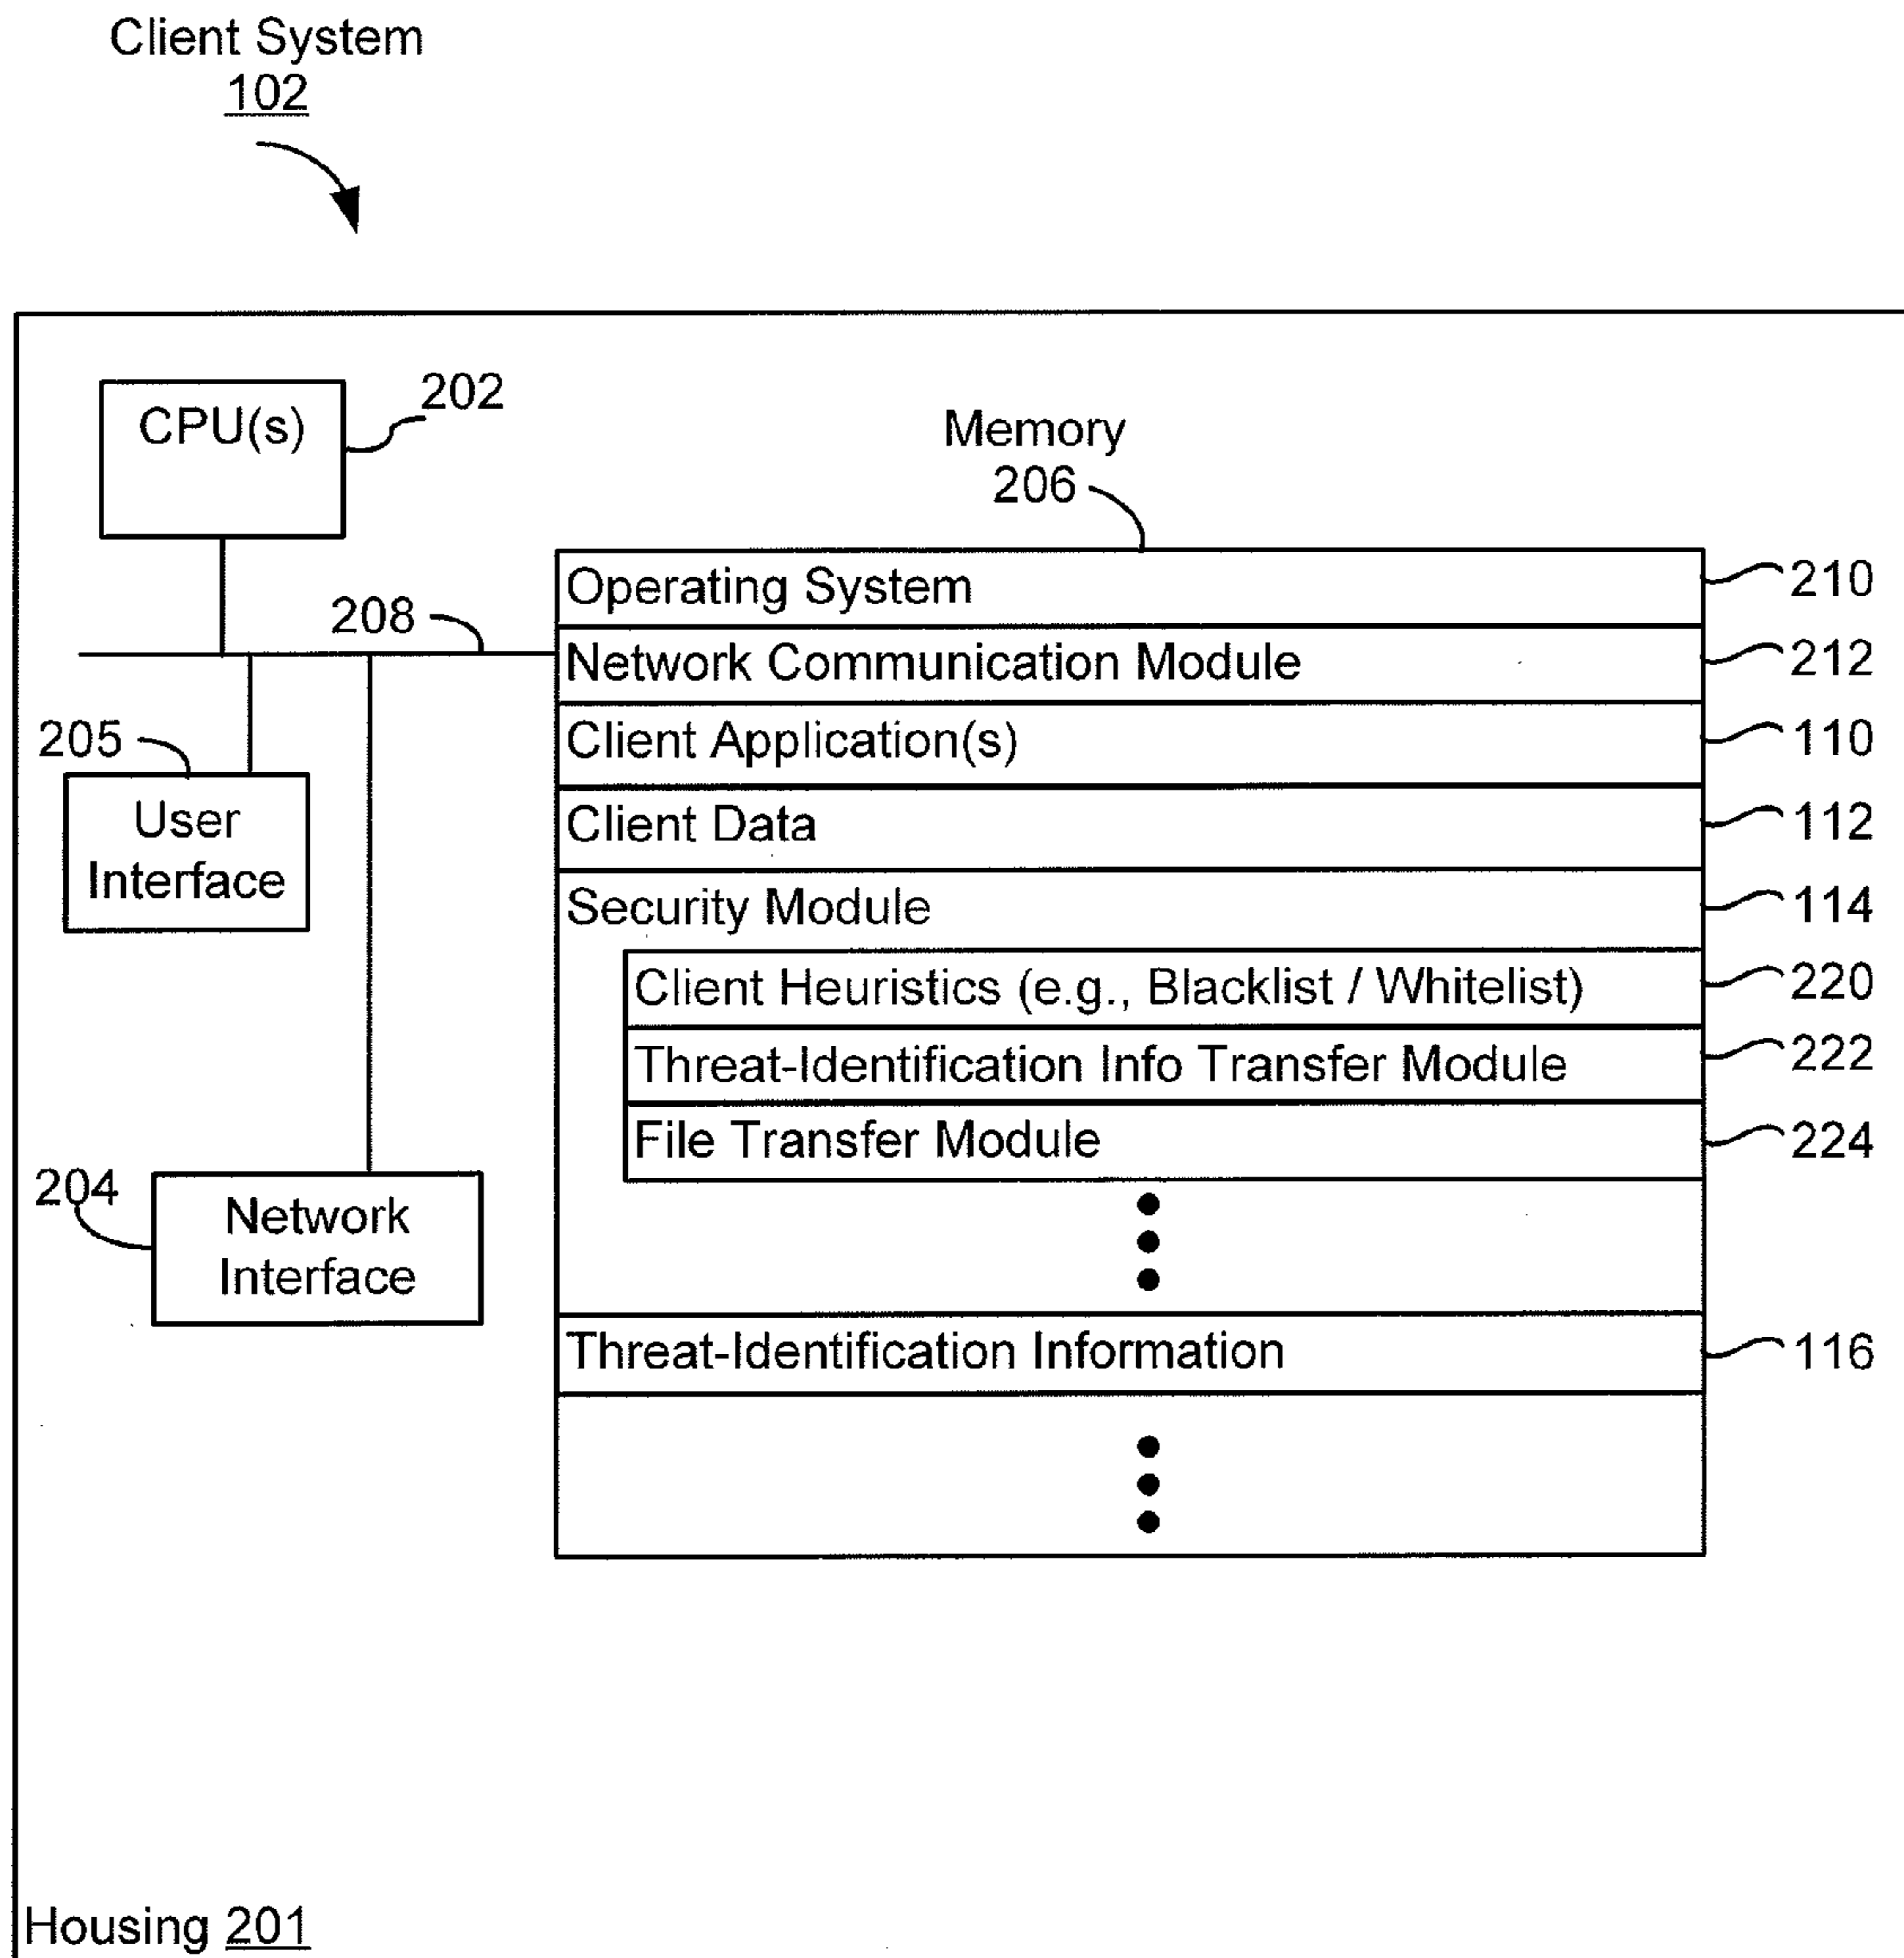 Client System
102
CPU(s)
202
Memory
206
Operating System
210
208
Network Communication Module
212
Client Application(s)
110
205
User
Interface
Client Data
112
Security Module
114
Client Heuristics (e.g., Blacklist / Whitelist)
220
Threat-Identification Info Transfer Module
222
File Transfer Module
224
204
Network
Interface
Threat-Identification Information
116
Housing 201